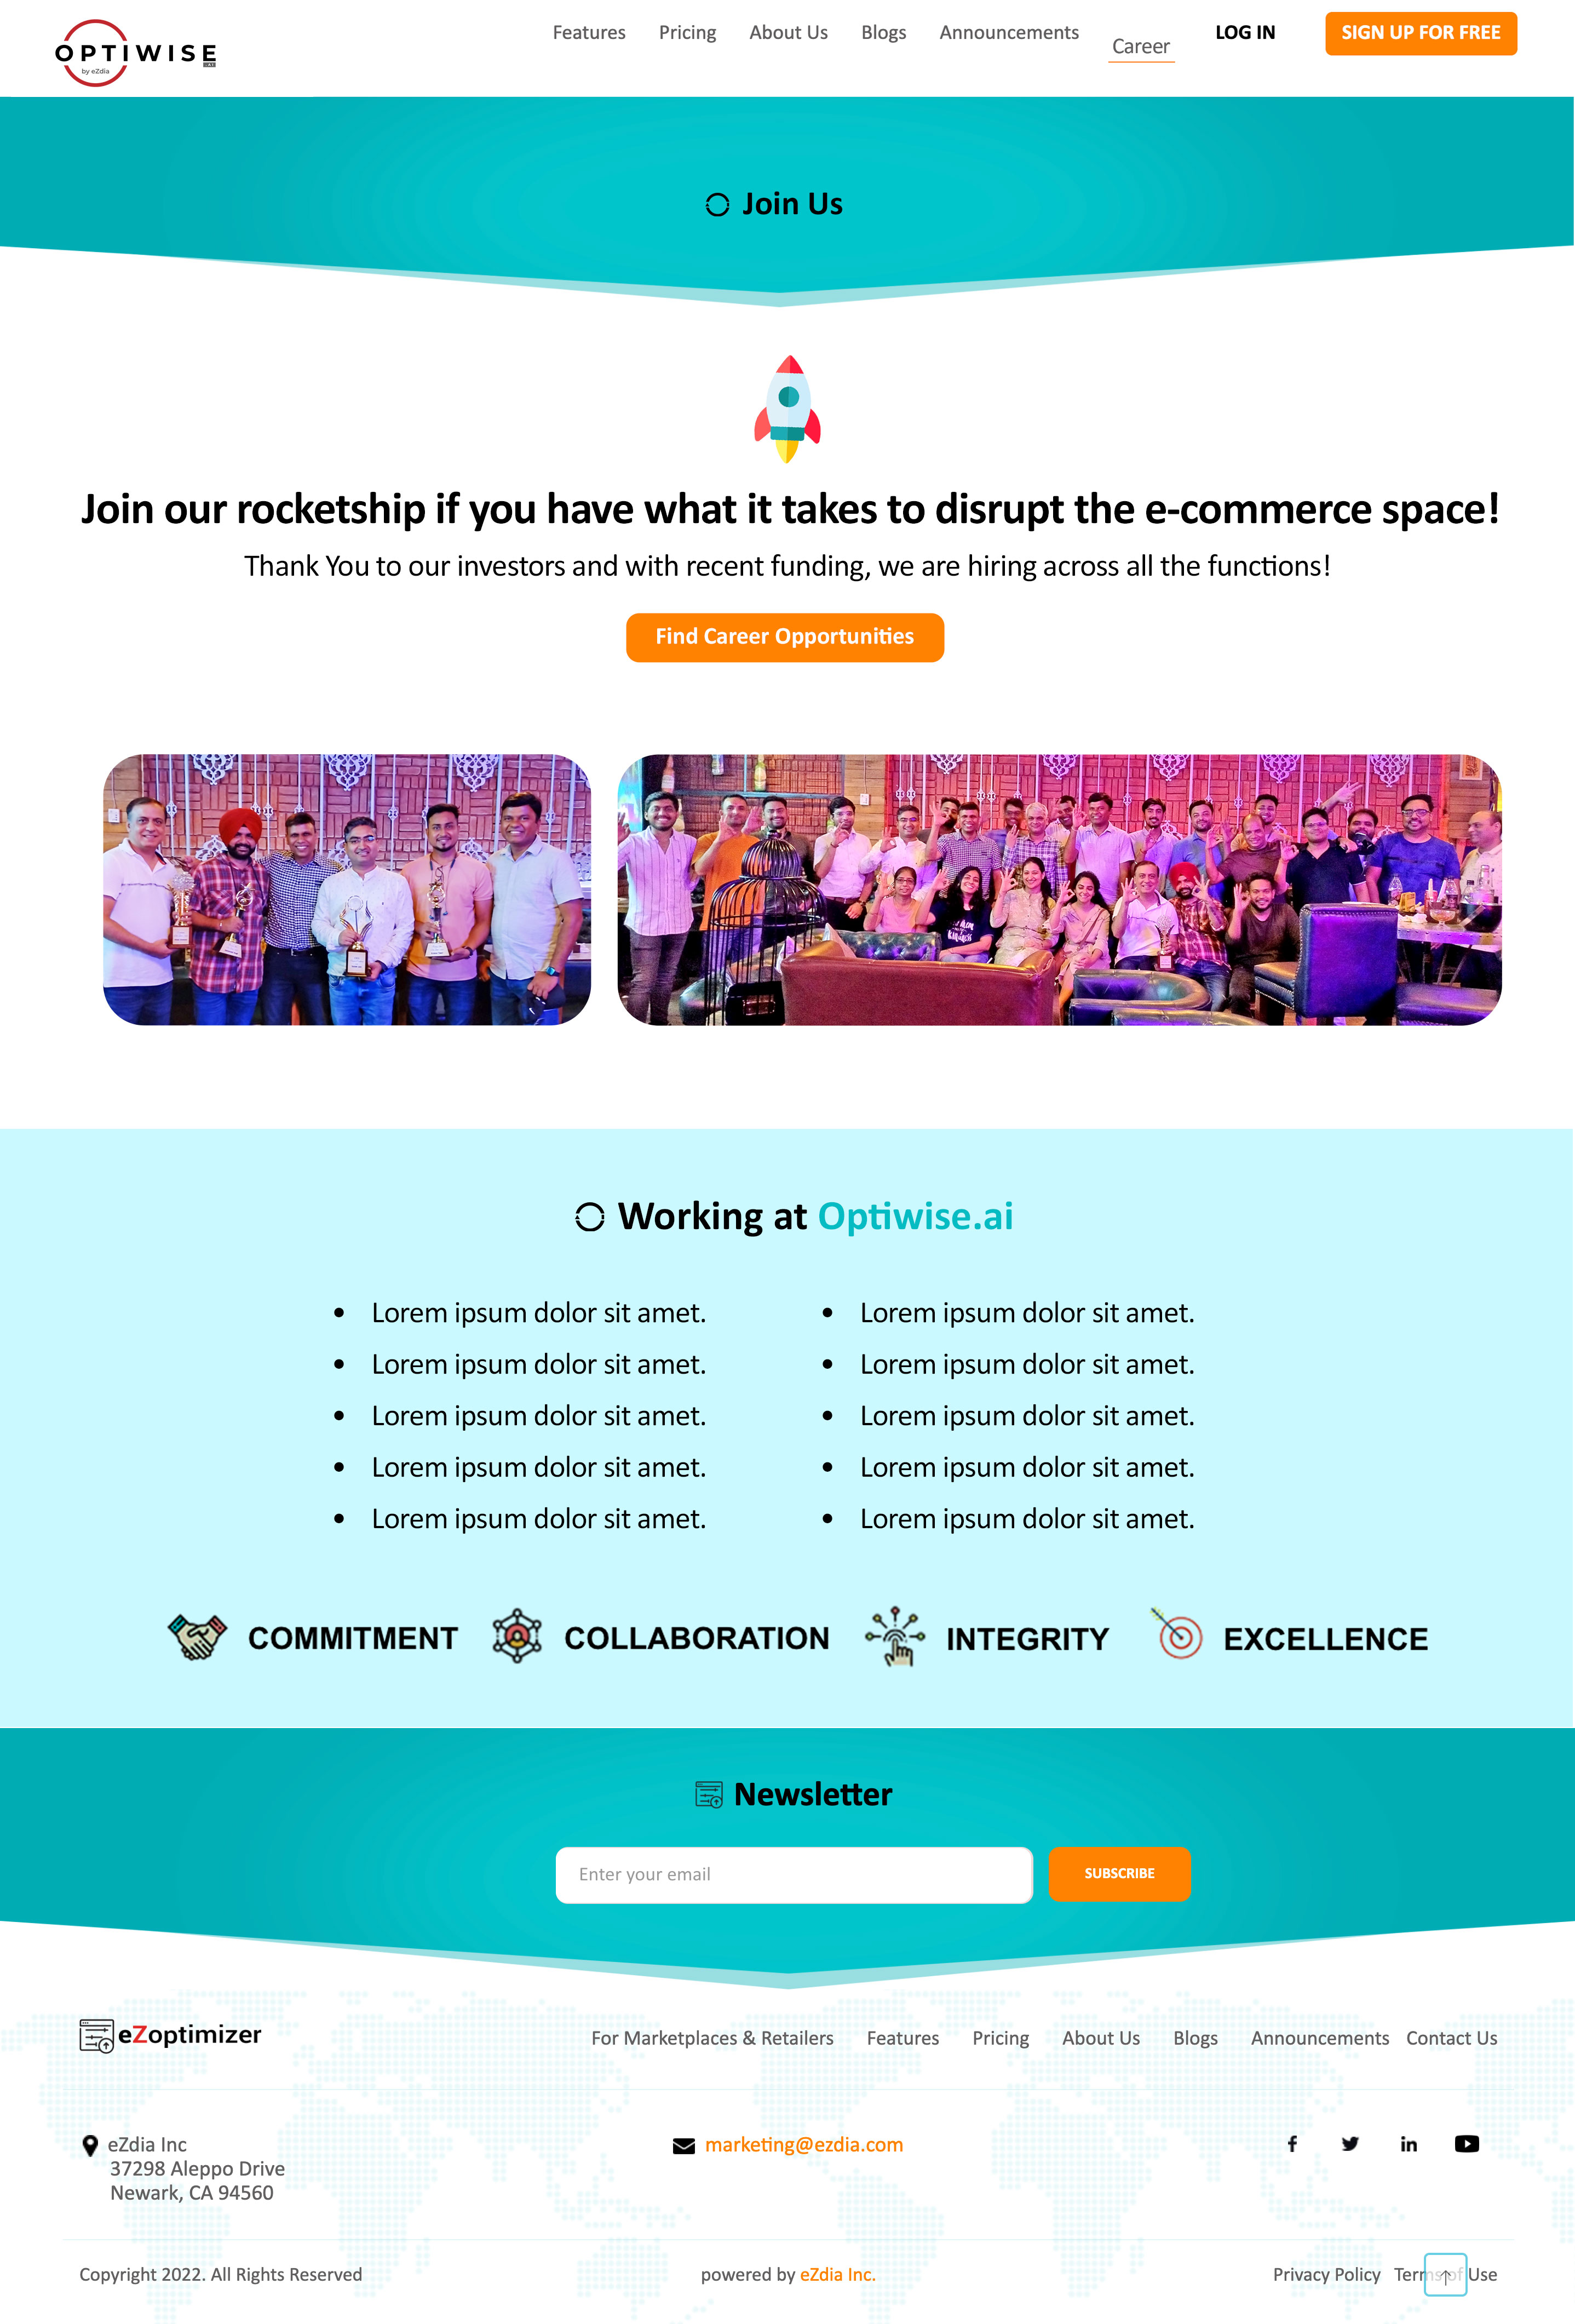 OPTIWISE
by eZdia
Features Pricing About Us Blogs Announcements Career LOG IN SIGN UP FOR FREE
Join Us
Join our rocketship if you have what it takes to disrupt the e-commerce space!
Thank You to our investors and with recent funding, we are hiring across all the functions!
Find Career Opportunities
Working at Optiwise.ai
• Lorem ipsum dolor sit amet.
• Lorem ipsum dolor sit amet.
• Lorem ipsum dolor sit amet.
• Lorem ipsum dolor sit amet.
• Lorem ipsum dolor sit amet.
• Lorem ipsum dolor sit amet.
• Lorem ipsum dolor sit amet.
• Lorem ipsum dolor sit amet.
• Lorem ipsum dolor sit amet.
• Lorem ipsum dolor sit amet.
COMMITMENT COLLABORATION INTEGRITY EXCELLENCE
Newsletter
Enter your email SUBSCRIBE
eZoptimizer
For Marketplaces & Retailers Features Pricing About Us Blogs Announcements Contact Us
eZdia Inc
37298 Aleppo Drive
Newark, CA 94560
marketing@ezdia.com
Copyright 2022. All Rights Reserved
powered by eZdia Inc.
Privacy Policy Terms of Use